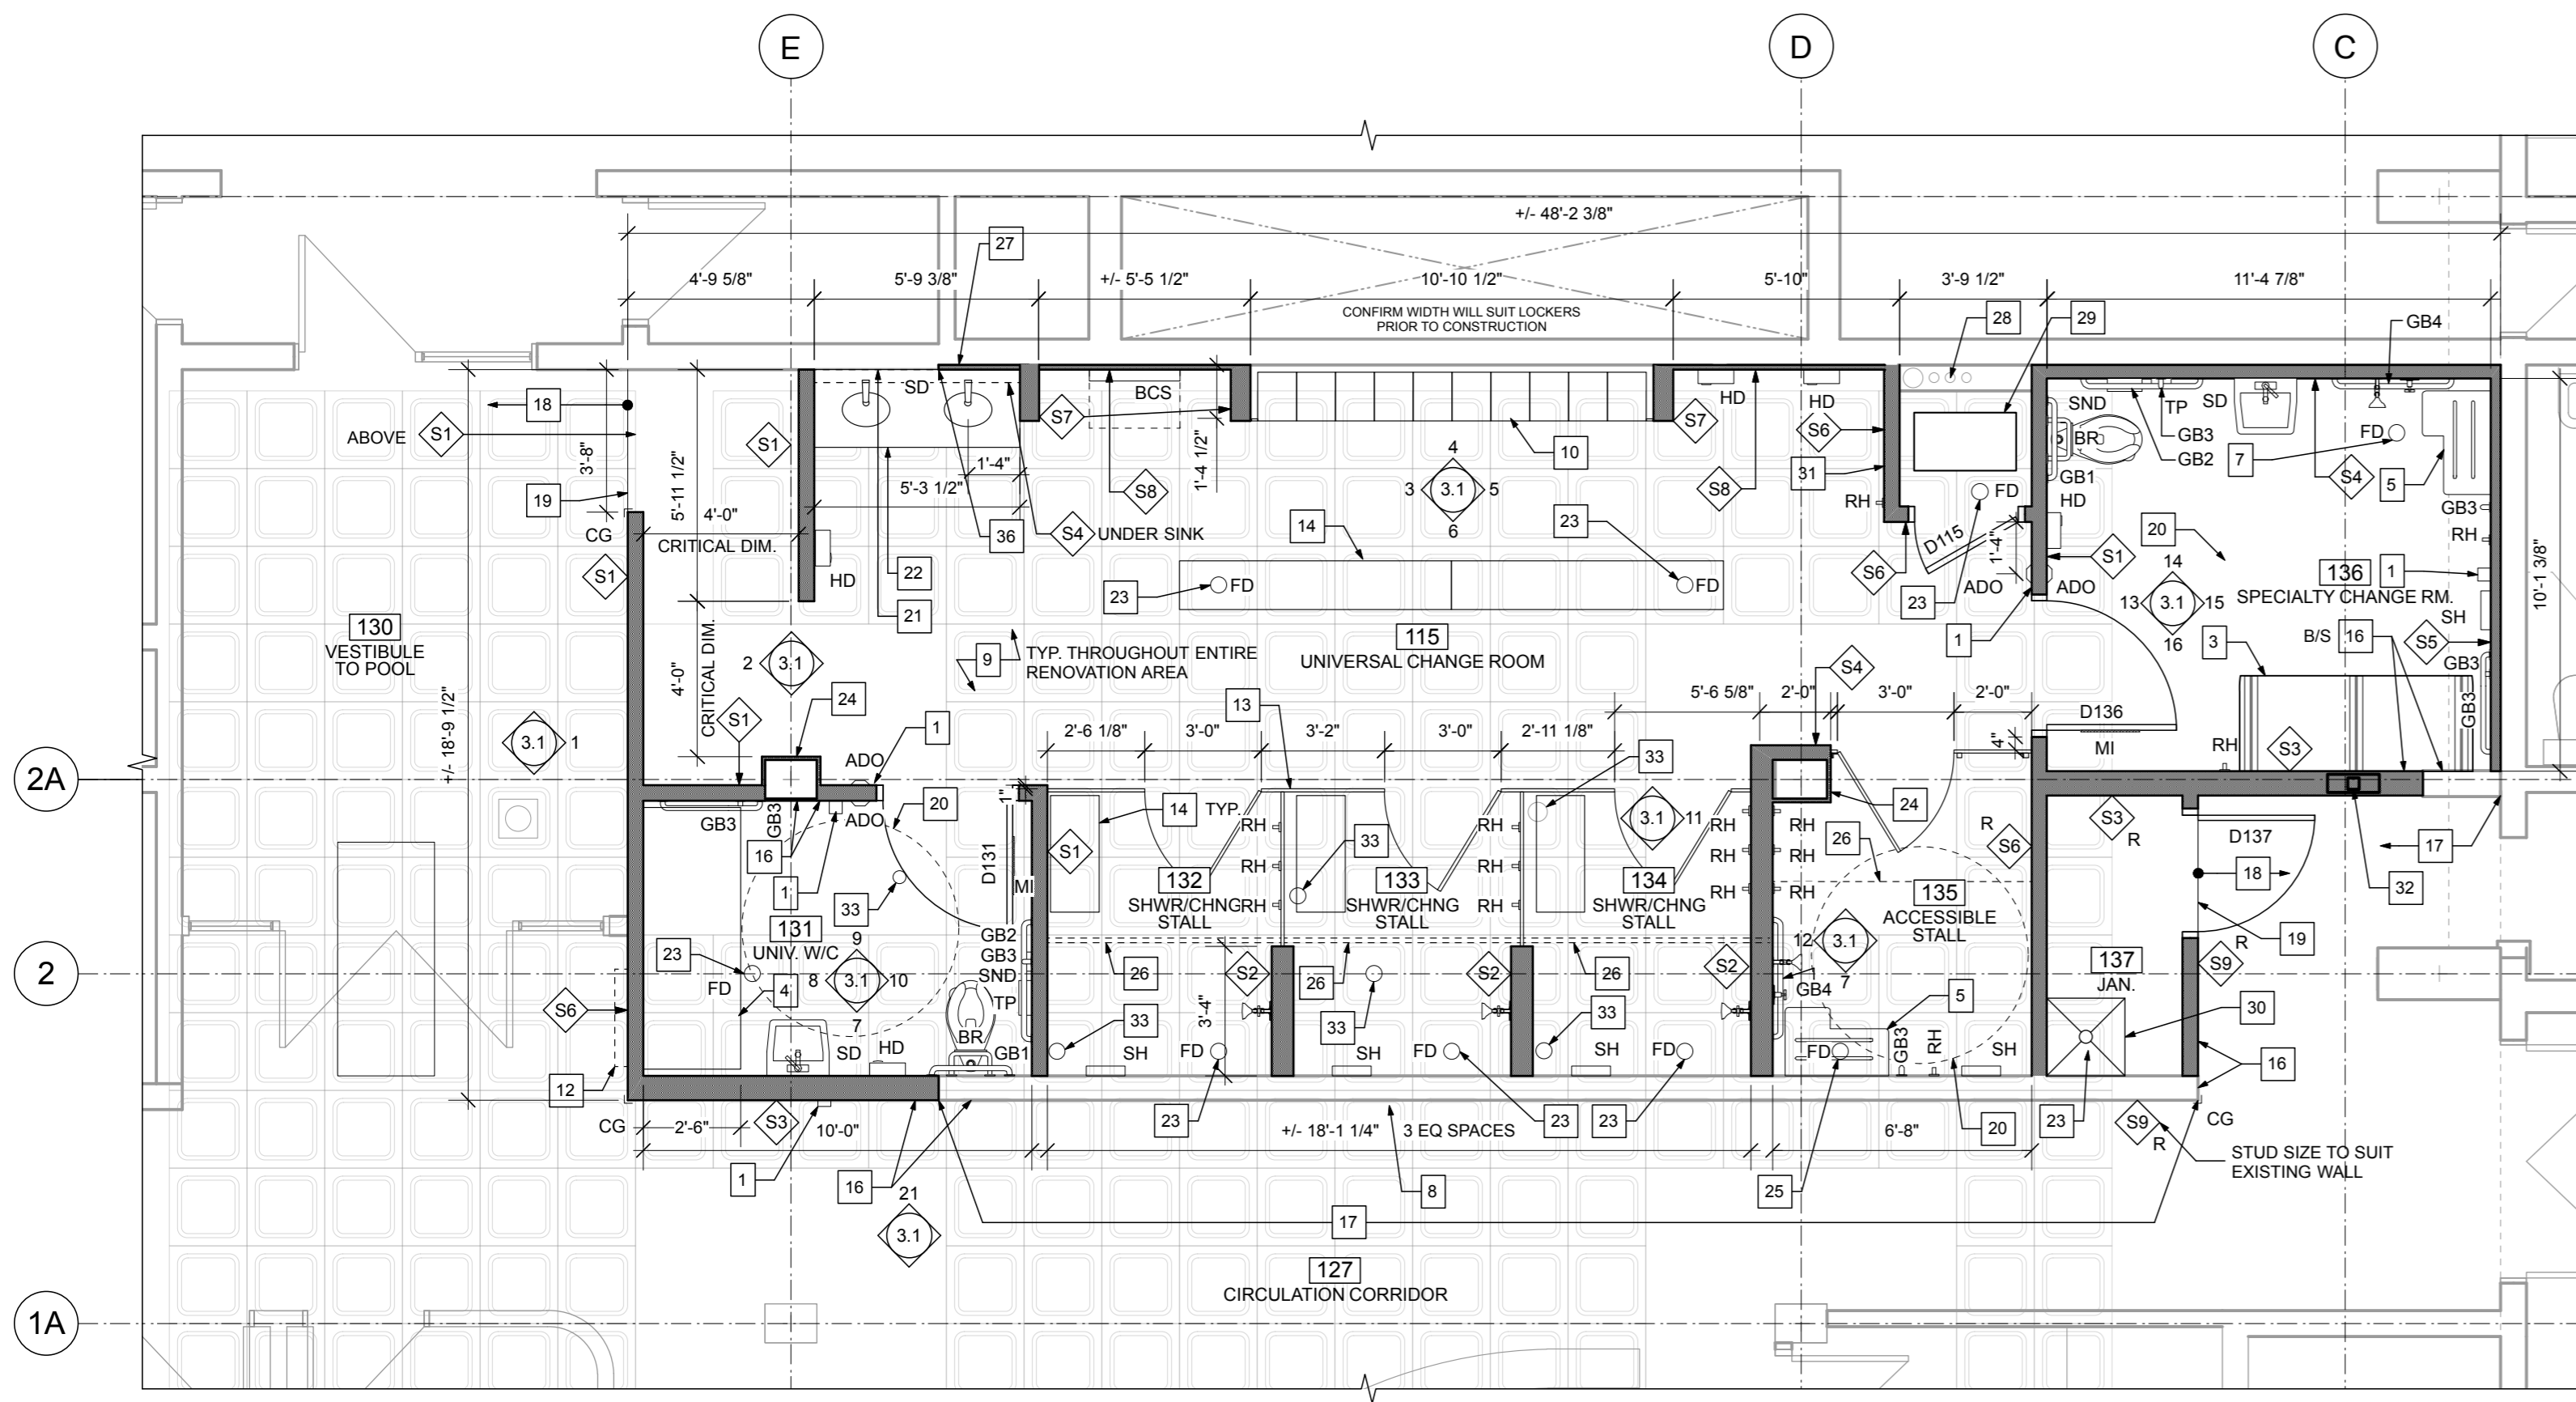 E
D
C
+/- 48'-2 3/8"
27
4'-9 5/8"
5'-9 3/8"
+/- 5'-5 1/2"
10'-10 1/2"
5'-10"
3'-9 1/2"
11'-4 7/8"
CONFIRM WIDTH WILL SUIT LOCKERS
PRIOR TO CONSTRUCTION
28
29
GB4
SD
BCS
HD
HD
SND
TP
SD
18
S7
S7
S6
BR
GB3
FD
ABOVE
S1
S1
GB2
7
3'-8"
5'-11 1/2"
1'-4"
1'-4 1/2"
10
4
31
GB1
S4
5
19
5'-3 1/2"
S8
3
3.1
5
S8
RH
FD
HD
GB3
4'-0"
6
CG
CRITICAL DIM.
36
S4
UNDER SINK
14
23
D115
1'-4"
20
RH
S1
HD
22
23
FD
FD
S6
23
ADO
ADO
S1
14
136
1
13
3.1
15
SPECIALTY CHANGE RM.
10'-1 3/8"
21
SH
130
VESTIBULE
TO POOL
115
UNIVERSAL CHANGE ROOM
1
16
3
B/S
16
S5
2
3.1
9
TYP. THROUGHOUT ENTIRE
RENOVATION AREA
S4
GB3
4'-0"
CRITICAL DIM.
24
13
5'-6 5/8"
2'-0"
3'-0"
2'-0"
GB3
+/- 18'-9 1/2"
S1
1
2'-6 1/8"
3'-0"
3'-2"
3'-0"
2'-11 1/8"
4"
D136
MI
RH
S3
3.1
1
ADO
33
2A
1"
20
14
TYP.
24
32
GB3
GB3
ADO
RH
RH
3.1
11
RH
RH
R
S6
S3
R
D137
17
16
D131
S1
33
RH
RH
RH
RH
26
MI
1
33
132
SHWR/CHNG
STALL
RH
133
SHWR/CHNG
STALL
RH
134
SHWR/CHNG
STALL
RH
RH
135
ACCESSIBLE
STALL
18
131
UNIV. W/C
9
8
3.1
10
7
GB2
GB3
SND
TP
23
FD
4
26
S2
26
S2
26
S2
12
3.1
7
GB4
137
JAN.
R
S9
19
2
S6
33
3'-4"
33
33
5
30
SD
HD
BR
GB1
SH
FD
SH
FD
SH
FD
FD
GB3
RH
SH
16
12
CG
2'-6"
S3
10'-0"
23
+/- 18'-1 1/4"
3 EQ SPACES
23
23
6'-8"
20
23
S9
R
CG
1
16
21
3.1
8
25
17
STUD SIZE TO SUIT
EXISTING WALL
127
CIRCULATION CORRIDOR
1A